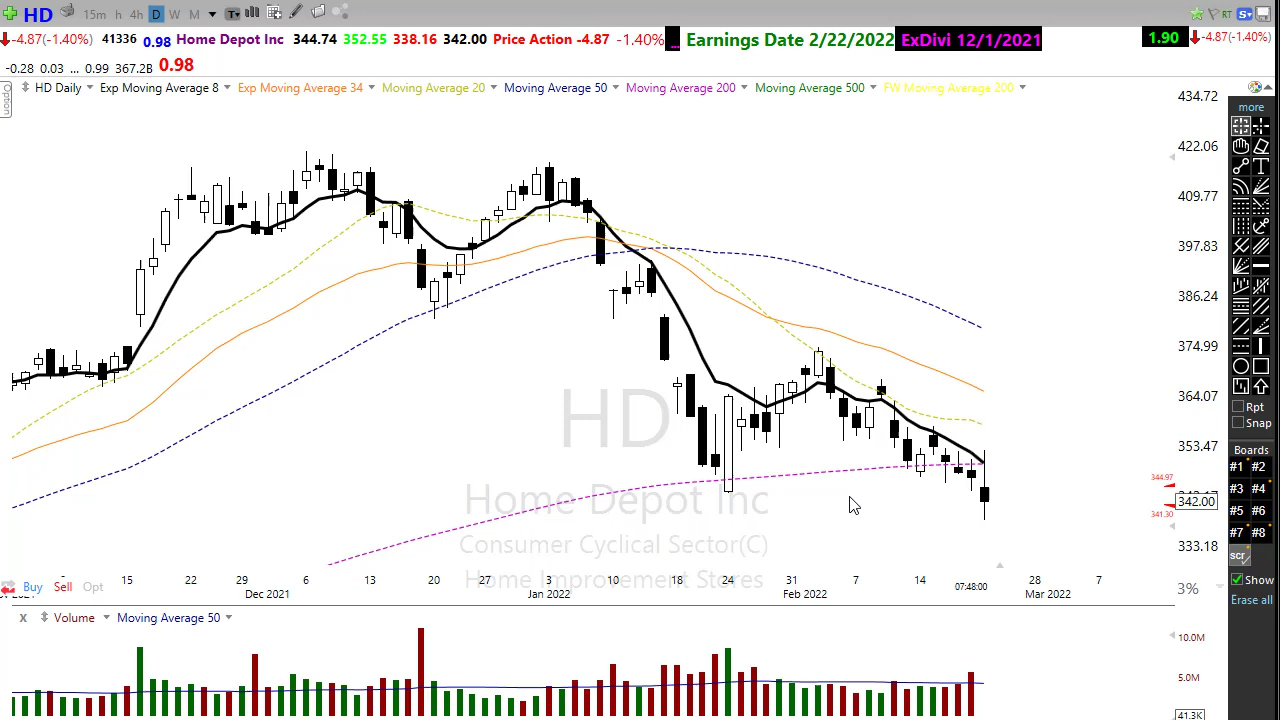 HD 15m h 4h D W M T RT S
-4.87(-1.40%) 41336 0.98 Home Depot Inc 344.74 352.55 338.16 342.00 Price Action -4.87 -1.40% ... Earnings Date 2/22/2022 ExDivi 12/1/2021 1.90 -4.87(-1.40%)
-0.28 0.03 ... 0.99 367.2B 0.98
Option
HD Daily Exp Moving Average 8 Exp Moving Average 34 Moving Average 20 Moving Average 50 Moving Average 200 Moving Average 500 FW Moving Average 200
434.72
more
422.06
409.77
397.83
386.24
374.99
364.07
Rpt
Snap
353.47
Boards
#1 #2
344.97
#3 #4
342.00
341.30
#5 #6
#7 #8
333.18
scr
HD
Home Depot Inc
Consumer Cyclical Sector(C)
Home Improvement Stores
15 22 29 6 13 20 27 3 10 18 24 31 7 14 07:48:00 28 7
Dec 2021 Jan 2022 Feb 2022 Mar 2022
Buy Sell Opt
3%
Show
Erase all
X Volume Moving Average 50
10.0M
5.0M
41.3K